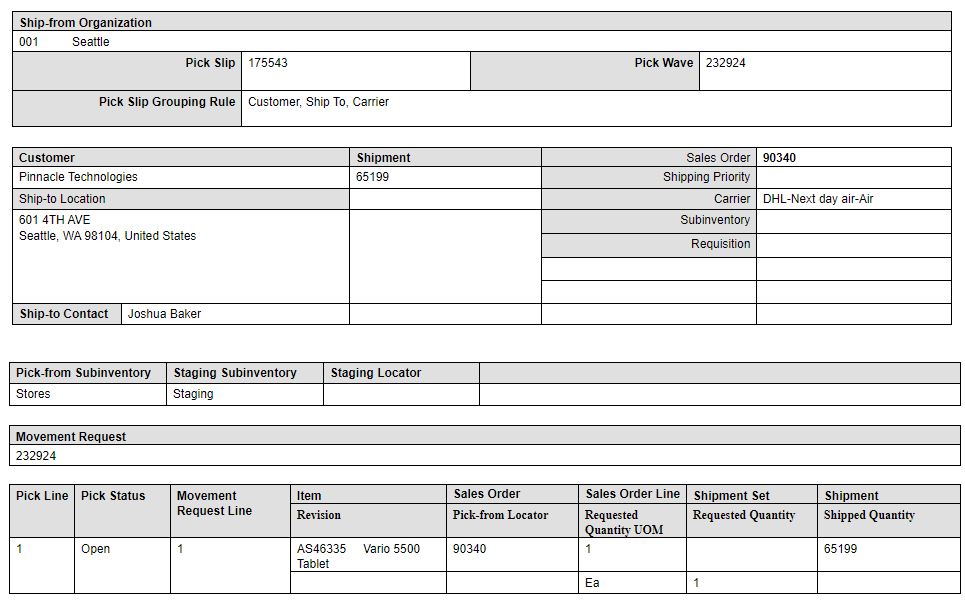 Ship-from Organization
001 Seattle
Pick Slip 175543 Pick Wave 232924
Pick Slip Grouping Rule Customer, Ship To, Carrier
Customer Shipment Sales Order 90340
Pinnacle Technologies 65199 Shipping Priority
Ship-to Location Carrier DHL-Next day air-Air
601 4TH AVE Subinventory
Seattle, WA 98104, United States
Requisition
Ship-to Contact Joshua Baker
Pick-from Subinventory Staging Subinventory Staging Locator
Stores Staging
Movement Request
232924
Pick Line Pick Status Movement Request Line Item Sales Order Sales Order Line Shipment Set Shipment
Revision Pick-from Locator Requested Quantity UOM Requested Quantity Shipped Quantity
1 Open 1 AS46335 Vario 5500 Tablet 90340 1 65199
Ea 1